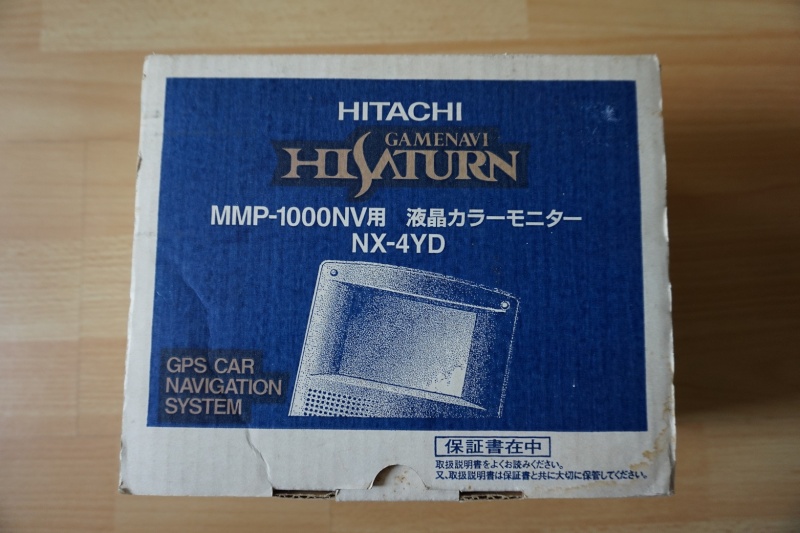 HITACHI
GAMENAVI
HISATURN
MMP-1000NV用 液晶カラーモニター
NX-4YD
GPS CAR
NAVIGATION
SYSTEM
保証書在中
取扱説明書をよくお読みください。
又、取扱説明書は保証書と共に大切に保管してください。